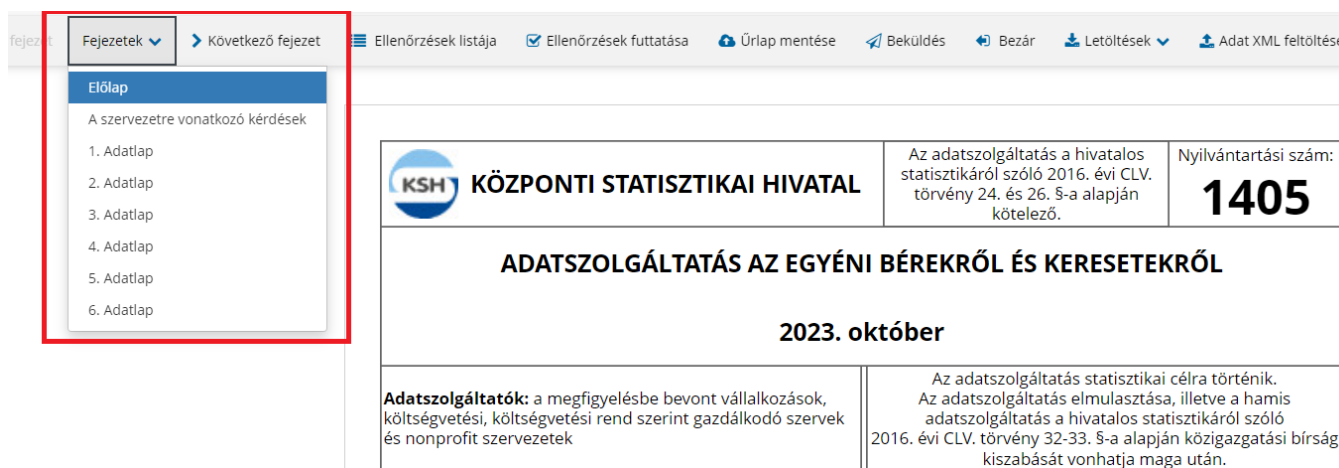 fejezet Fejezetek Következő fejezet Ellenőrzések listája Ellenőrzések futtatása Űrlap mentése Beküldés Bezár Letöltések Adat XML feltöltése
Előlap
A szervezetre vonatkozó kérdések
1. Adatlap
2. Adatlap
3. Adatlap
4. Adatlap
5. Adatlap
6. Adatlap
KSH
KÖZPONTI STATISZTIKAI HIVATAL
Az adatszolgáltatás a hivatalos
statisztikáról szóló 2016. évi CLV.
törvény 24. és 26. §-a alapján
kötelező.
Nyilvántartási szám:
1405
ADATSZOLGÁLTATÁS AZ EGYÉNI BÉREKRŐL ÉS KERESETEKRŐL
2023. október
Adatszolgáltatók: a megfigyelésbe bevont vállalkozások,
költségvetési, költségvetési rend szerint gazdálkodó szervek
és nonprofit szervezetek
Az adatszolgáltatás statisztikai célra történik.
Az adatszolgáltatás elmulasztása, illetve a hamis
adatszolgáltatás a hivatalos statisztikáról szóló
2016. évi CLV. törvény 32-33. §-a alapján közigazgatási bírság
kiszabását vonhatja maga után.